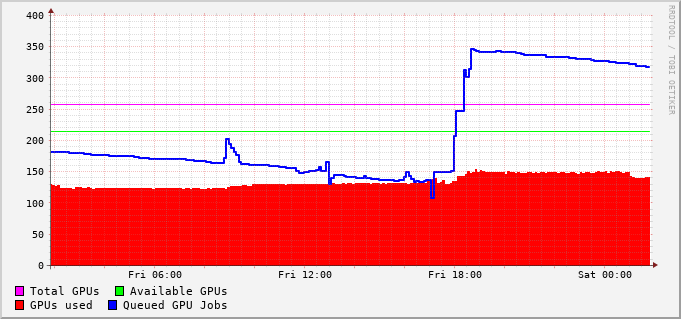 400
350
300
250
200
150
100
50
0
Fri 06:00 Fri 12:00 Fri 18:00 Sat 00:00
Total GPUs Available GPUs
GPUs used Queued GPU Jobs
RRDTOOL / TOBI OETIKER